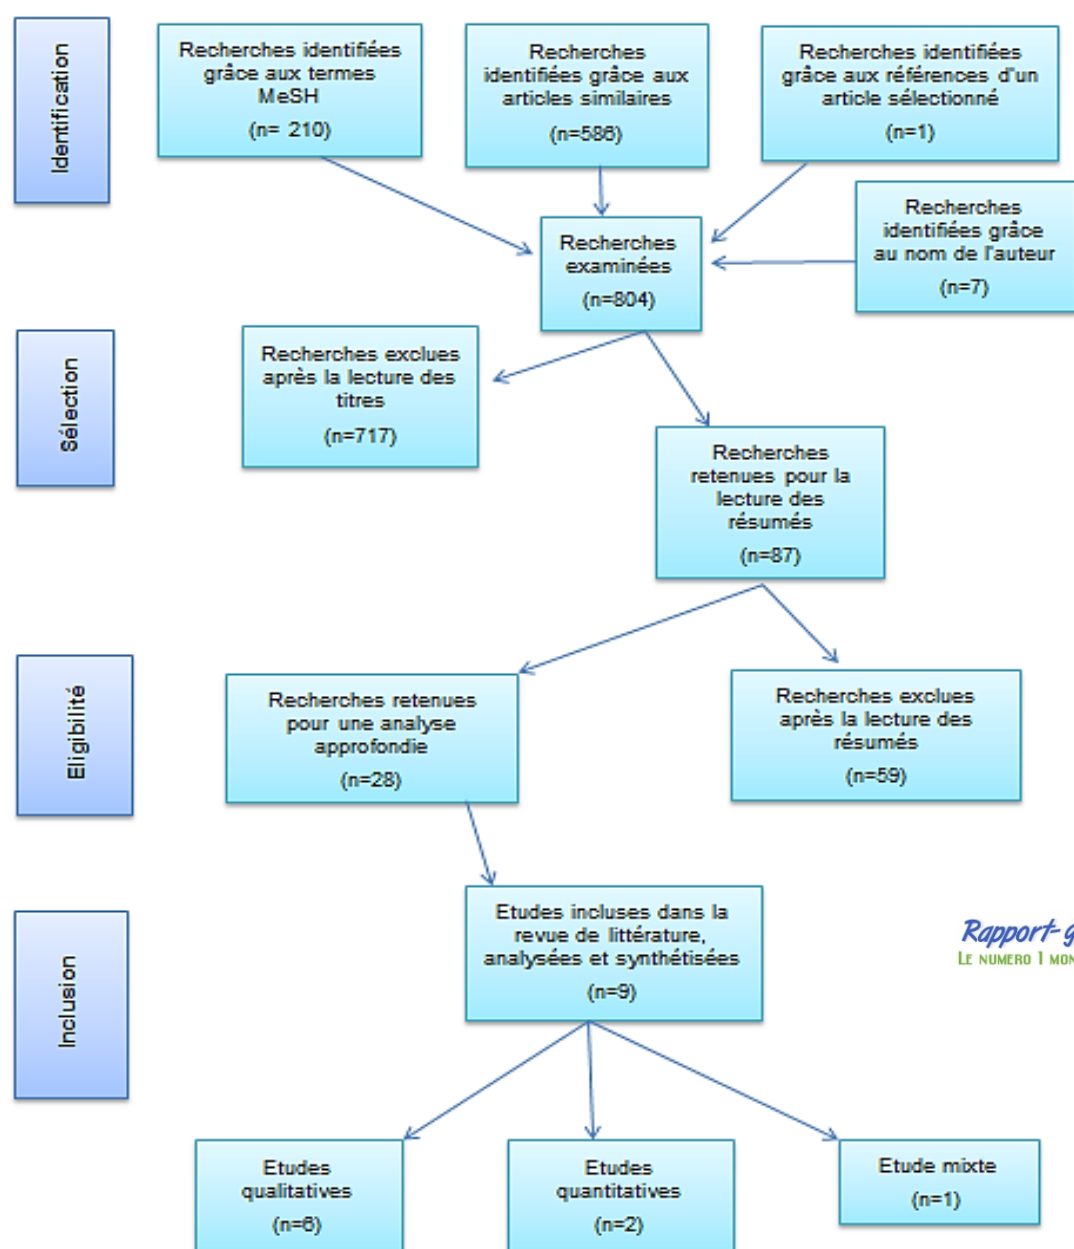 Identification
Recherches identifiées
grâce aux termes
MeSH
(n= 210)
Recherches
identifiées grâce aux
articles similaires
(n=586)
Recherches identifiées
grâce aux références d'un
article sélectionné
(n=1)
Recherches
identifiées grâce
au nom de l'auteur
(n=7)
Recherches
examinées
(n=804)
Sélection
Recherches exclues
après la lecture des
titres
(n=717)
Recherches
retenues pour la
lecture des
résumés
(n=87)
Eligibilité
Recherches retenues
pour une analyse
approfondie
(n=28)
Recherches exclues
après la lecture des
résumés
(n=59)
Inclusion
Etudes incluses dans la
revue de littérature,
analysées et synthétisées
(n=9)
Rapport-g
LE NUMERO 1 MON
Etudes
qualitatives
(n=6)
Etudes
quantitatives
(n=2)
Etude mixte
(n=1)